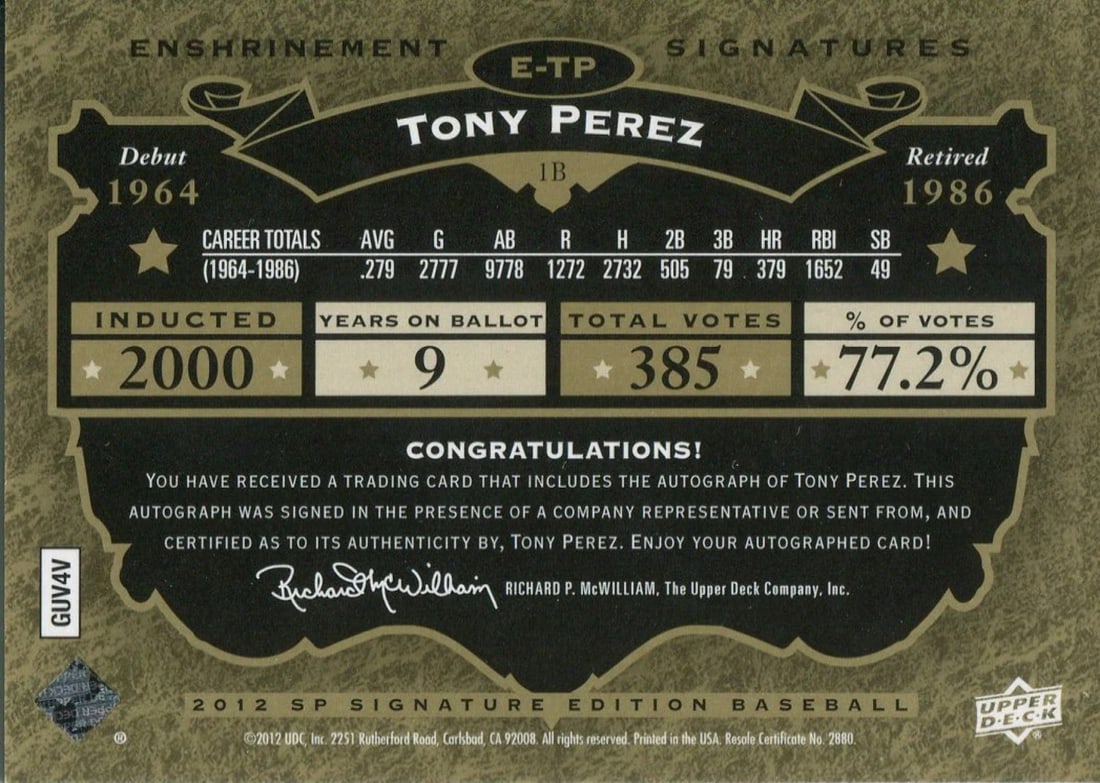 ENSHRINEMENT SIGNATURES
E-TP
TONY PEREZ
1B
Debut
1964
Retired
1986
CAREER TOTALS AVG G AB R H 2B 3B HR RBI SB
(1964-1986) .279 2777 9778 1272 2732 505 79 379 1652 49
INDUCTED YEARS ON BALLOT TOTAL VOTES % OF VOTES
2000 9 385 77.2%
CONGRATULATIONS!
YOU HAVE RECEIVED A TRADING CARD THAT INCLUDES THE AUTOGRAPH OF TONY PEREZ. THIS
AUTOGRAPH WAS SIGNED IN THE PRESENCE OF A COMPANY REPRESENTATIVE OR SENT FROM, AND
CERTIFIED AS TO ITS AUTHENTICITY BY, TONY PEREZ. ENJOY YOUR AUTOGRAPHED CARD!
Richard McWilliam RICHARD P. McWILLIAM, The Upper Deck Company, Inc.
GUV4V
2012 SP SIGNATURE EDITION BASEBALL
UPPER
D·E·C·K
®
®
©2012 UDC, Inc. 2251 Rutherford Road, Carlsbad, CA 92008. All rights reserved. Printed in the USA. Resale Certificate No. 2880.